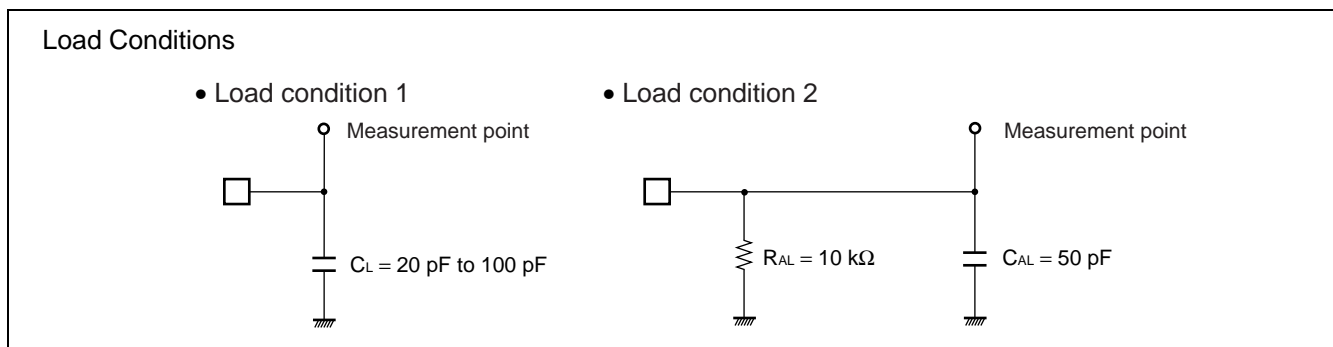 Load Conditions
• Load condition 1
• Load condition 2
Measurement point
Measurement point
CL = 20 pF to 100 pF
RAL = 10 kΩ
CAL = 50 pF